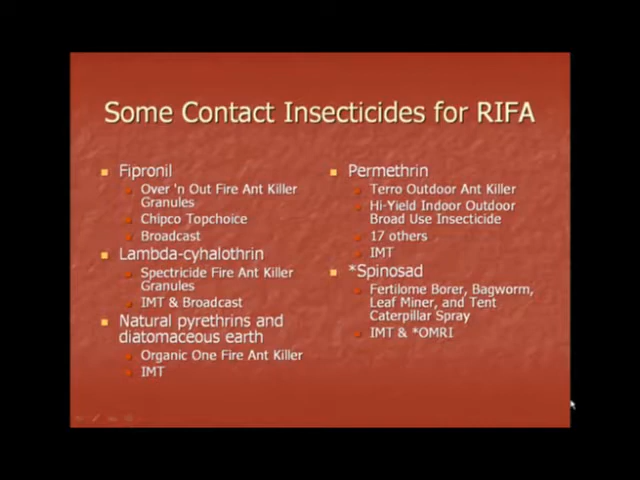 Some Contact Insecticides for RIFA
Fipronil
Over 'n Out Fire Ant Killer
Granules
Chipco Topchoice
Broadcast
Lambda-cyhalothrin
Spectricide Fire Ant Killer
Granules
IMT & Broadcast
Natural pyrethrins and
diatomaceous earth
Organic One Fire Ant Killer
IMT
Permethrin
Terro Outdoor Ant Killer
Hi-Yield Indoor Outdoor
Broad Use Insecticide
17 others
IMT
*Spinosad
Fertilome Borer, Bagworm,
Leaf Miner, and Tent
Caterpillar Spray
IMT & *OMRI